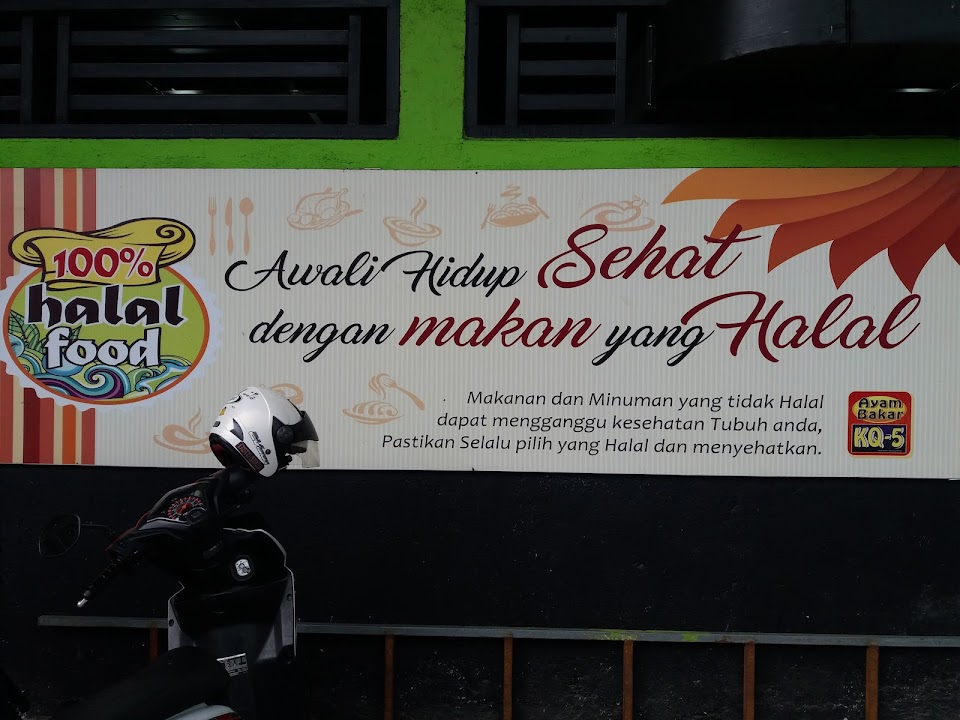 100%
halal
food
Awali Hidup Sehat
dengan makan yang Halal
Makanan dan Minuman yang tidak Halal
dapat mengganggu kesehatan Tubuh anda,
Pastikan Selalu pilih yang Halal dan menyehatkan.
Ayam
Bakar
KQ-5